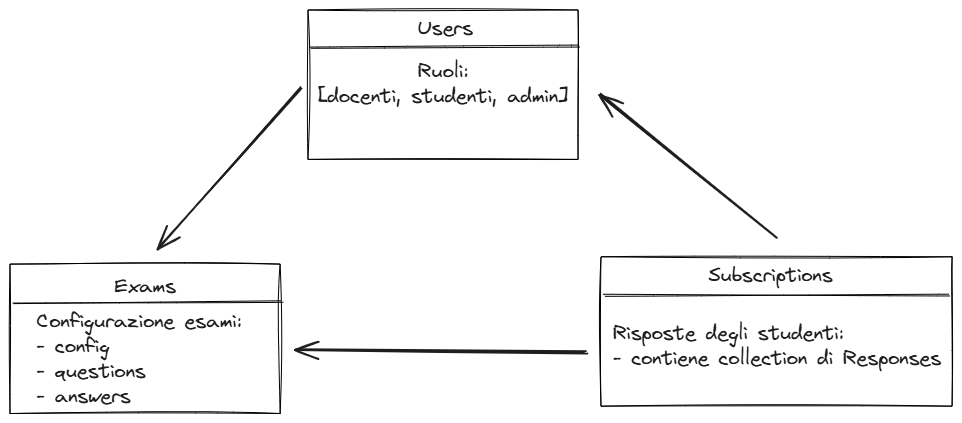 Users
Ruoli:
[docenti, studenti, admin]
Exams
Configurazione esami:
- config
- questions
- answers
Subscriptions
Risposte degli studenti:
- contiene collection di Responses